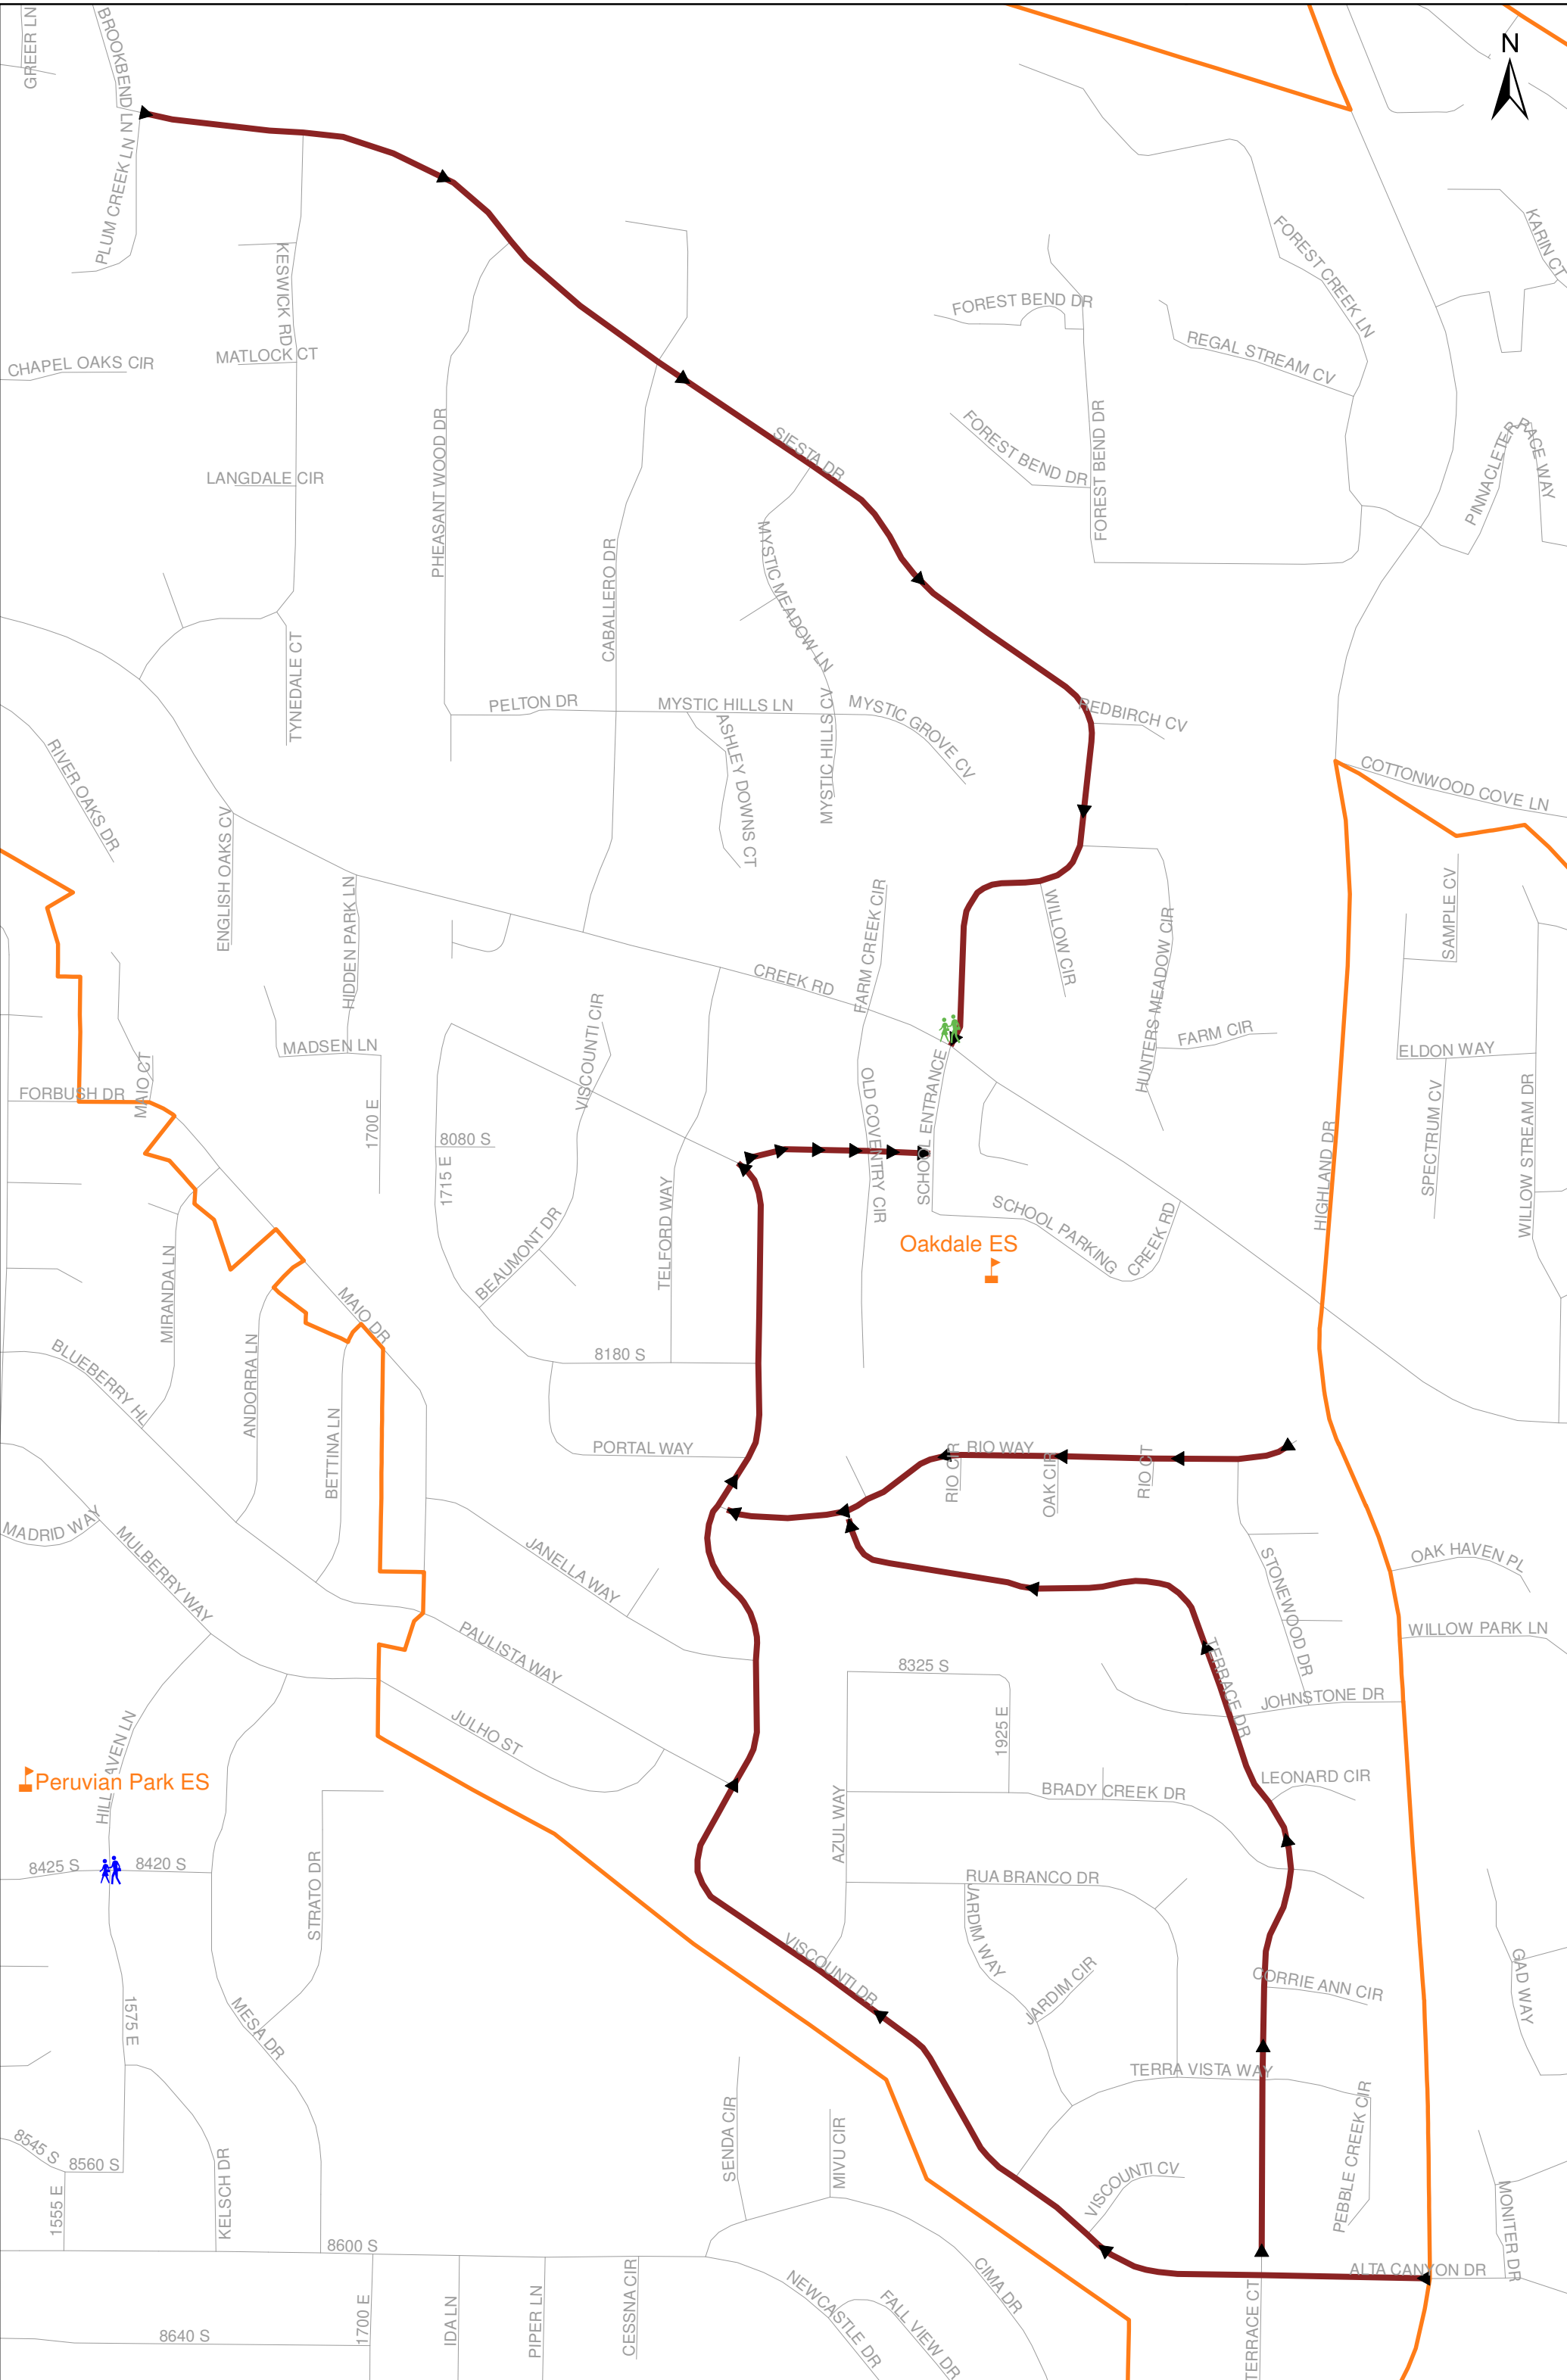 GREER LN
BROOKBEND LN
N
PLUM CREEK LN
KESWICK RD
FOREST CREEK LN
KARIN CT
FOREST BEND DR
REGAL STREAM CV
CHAPEL OAKS CIR
MATLOCK CT
PHEASANT WOOD DR
SIESTA DR
FOREST BEND DR
FOREST BEND DR
PINNACLE TERRACE WAY
LANGDALE CIR
MYSTIC MEADOW LN
CABALLERO DR
TYNEDALE CT
PELTON DR
MYSTIC HILLS LN
MYSTIC HILLS CV
MYSTIC GROVE CV
REDBIRCH CV
ASHLEY DOWNS CT
RIVER OAKS DR
COTTONWOOD COVE LN
ENGLISH OAKS CV
HIDDEN PARK LN
FARM CREEK CIR
WILLOW CIR
HUNTERS MEADOW CIR
SAMPLE CV
CREEK RD
VISCOUNTI CIR
MADSEN LN
FARM CIR
ELDON WAY
MAIO CT
FORBUSH DR
1700 E
8080 S
1715 E
OLD COVENTRY CIR
SCHOOL ENTRANCE
SPECTRUM CV
WILLOW STREAM DR
HIGHLAND DR
TELFORD WAY
BEAUMONT DR
SCHOOL PARKING
CREEK RD
Oakdale ES
MIRANDA LN
MAIO DR
ANDORRA LN
8180 S
BLUEBERRY HL
BETTINA LN
PORTAL WAY
RIO WAY
RIO CIR
OAK CIR
RIO CT
MADRID WAY
MULBERRY WAY
JANELLA WAY
STONEWOOD DR
OAK HAVEN PL
PAULISTA WAY
WILLOW PARK LN
8325 S
TERRACE DR
JOHNSTONE DR
1925 E
JULHO ST
HILL HAVEN LN
Peruvian Park ES
AZUL WAY
BRADY CREEK DR
LEONARD CIR
8425 S
8420 S
STRATO DR
RUA BRANCO DR
JARDIM WAY
VISCOUNTI DR
JARDIM CIR
CORRIE ANN CIR
GAD WAY
1575 E
MESA DR
TERRA VISTA WAY
PEBBLE CREEK CIR
SENDA CIR
MIVU CIR
8545 S
8560 S
1555 E
KELSCH DR
VISCOUNTI CV
MONITER DR
8600 S
ALTA CANYON DR
CIMA DR
NEWCASTLE DR
FALL VIEW DR
TERRACE CT
8640 S
1700 E
IDA LN
PIPER LN
CESSNA CIR